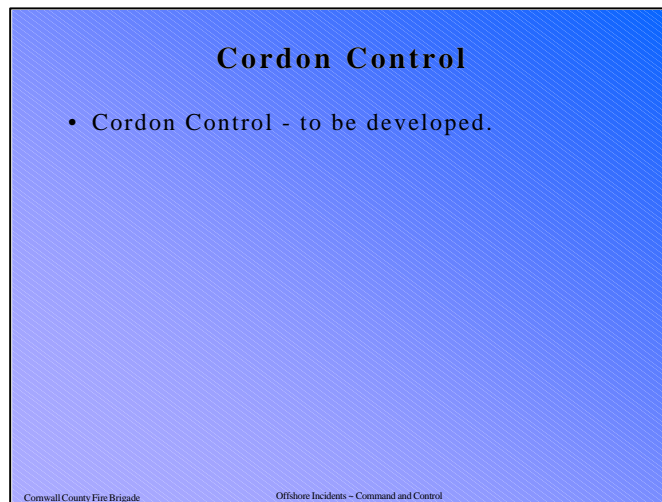 Cordon Control
• Cordon Control - to be developed.
Cornwall County Fire Brigade
Offshore Incidents – Command and Control